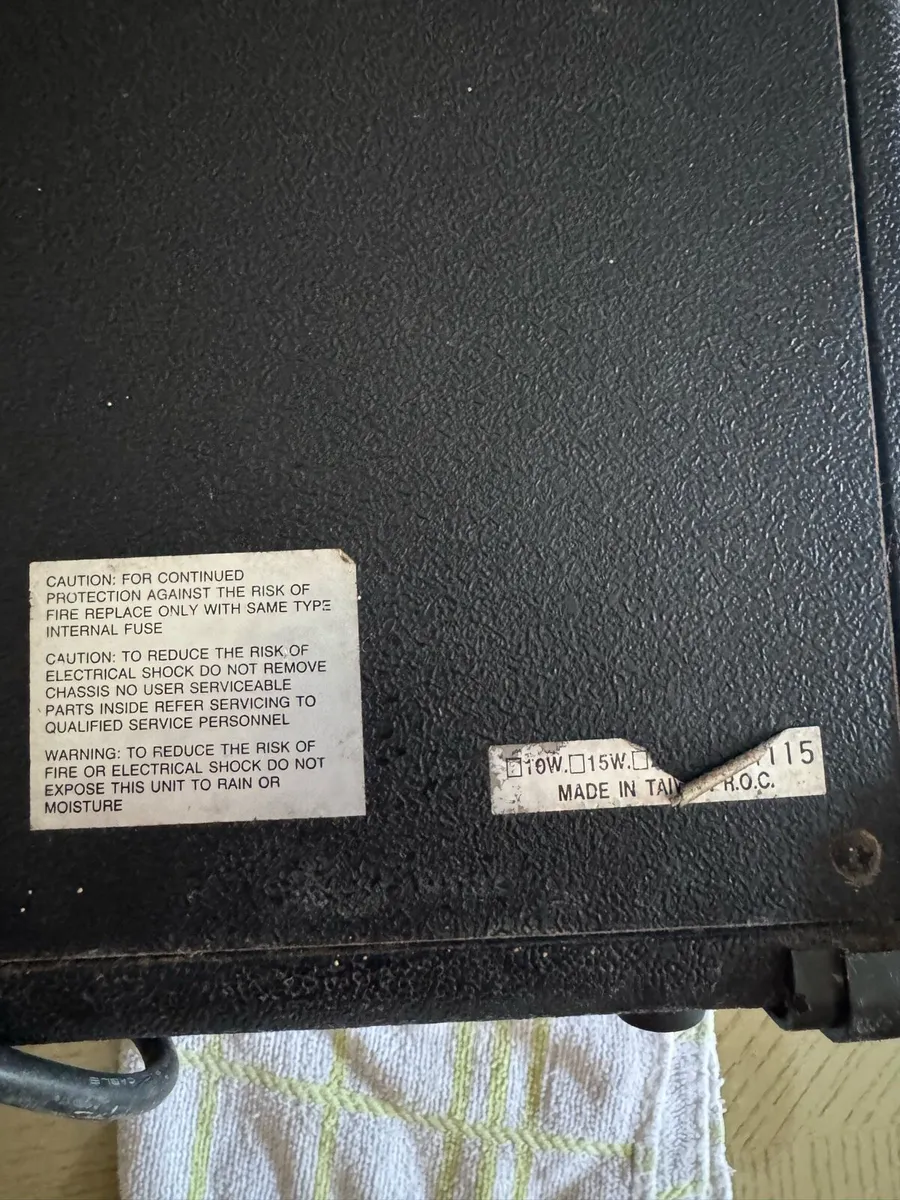 CAUTION: FOR CONTINUED
PROTECTION AGAINST THE RISK OF
FIRE REPLACE ONLY WITH SAME TYPE
INTERNAL FUSE
CAUTION: TO REDUCE THE RISK OF
ELECTRICAL SHOCK DO NOT REMOVE
CHASSIS NO USER SERVICEABLE
PARTS INSIDE REFER SERVICING TO
QUALIFIED SERVICE PERSONNEL
WARNING: TO REDUCE THE RISK OF
FIRE OR ELECTRICAL SHOCK DO NOT
EXPOSE THIS UNIT TO RAIN OR
MOISTURE
□10W.□15W.□ 115
MADE IN R.O.C.
CABLE